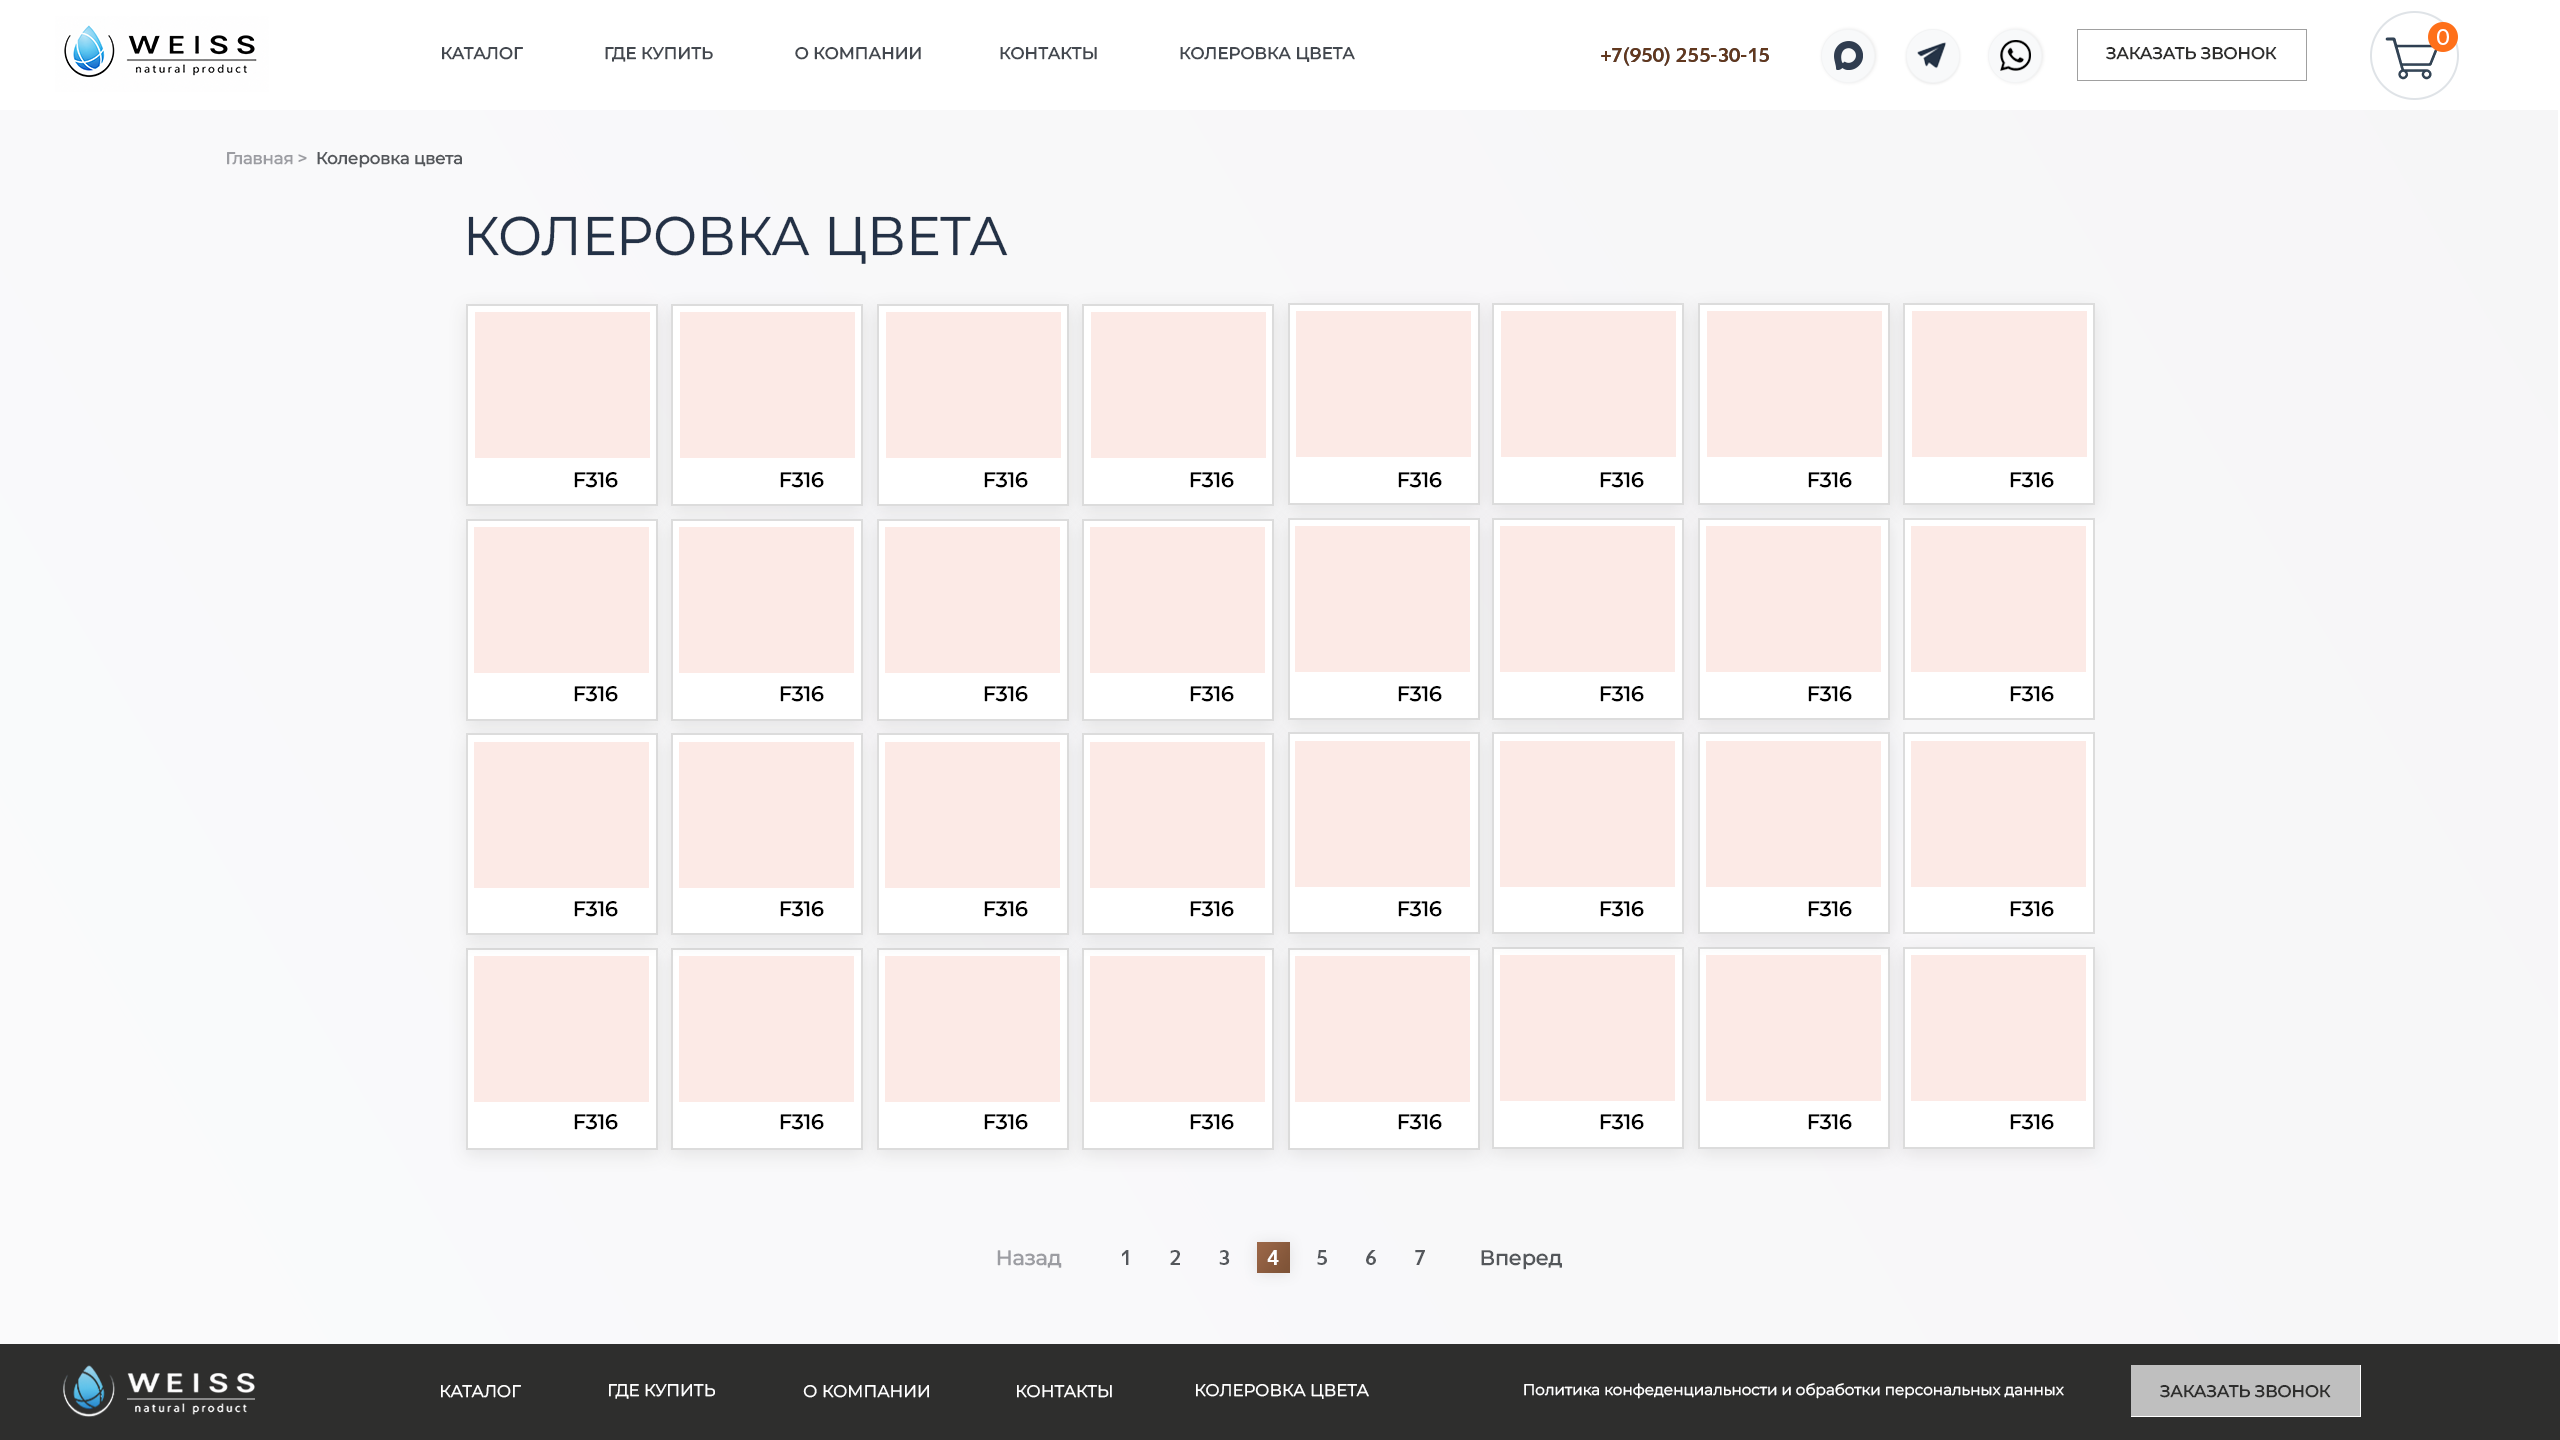 WEISS
natural product
КАТАЛОГ ГДЕ КУПИТЬ О КОМПАНИИ КОНТАКТЫ КОЛЕРОВКА ЦВЕТА +7(950) 255-30-15 ЗАКАЗАТЬ ЗВОНОК 0
Главная > Колеровка цвета
КОЛЕРОВКА ЦВЕТА
F316 F316 F316 F316 F316 F316 F316 F316
F316 F316 F316 F316 F316 F316 F316 F316
F316 F316 F316 F316 F316 F316 F316 F316
F316 F316 F316 F316 F316 F316 F316 F316
Назад 1 2 3 4 5 6 7 Вперед
WEISS
natural product
КАТАЛОГ ГДЕ КУПИТЬ О КОМПАНИИ КОНТАКТЫ КОЛЕРОВКА ЦВЕТА Политика конфеденциальности и обработки персональных данных ЗАКАЗАТЬ ЗВОНОК